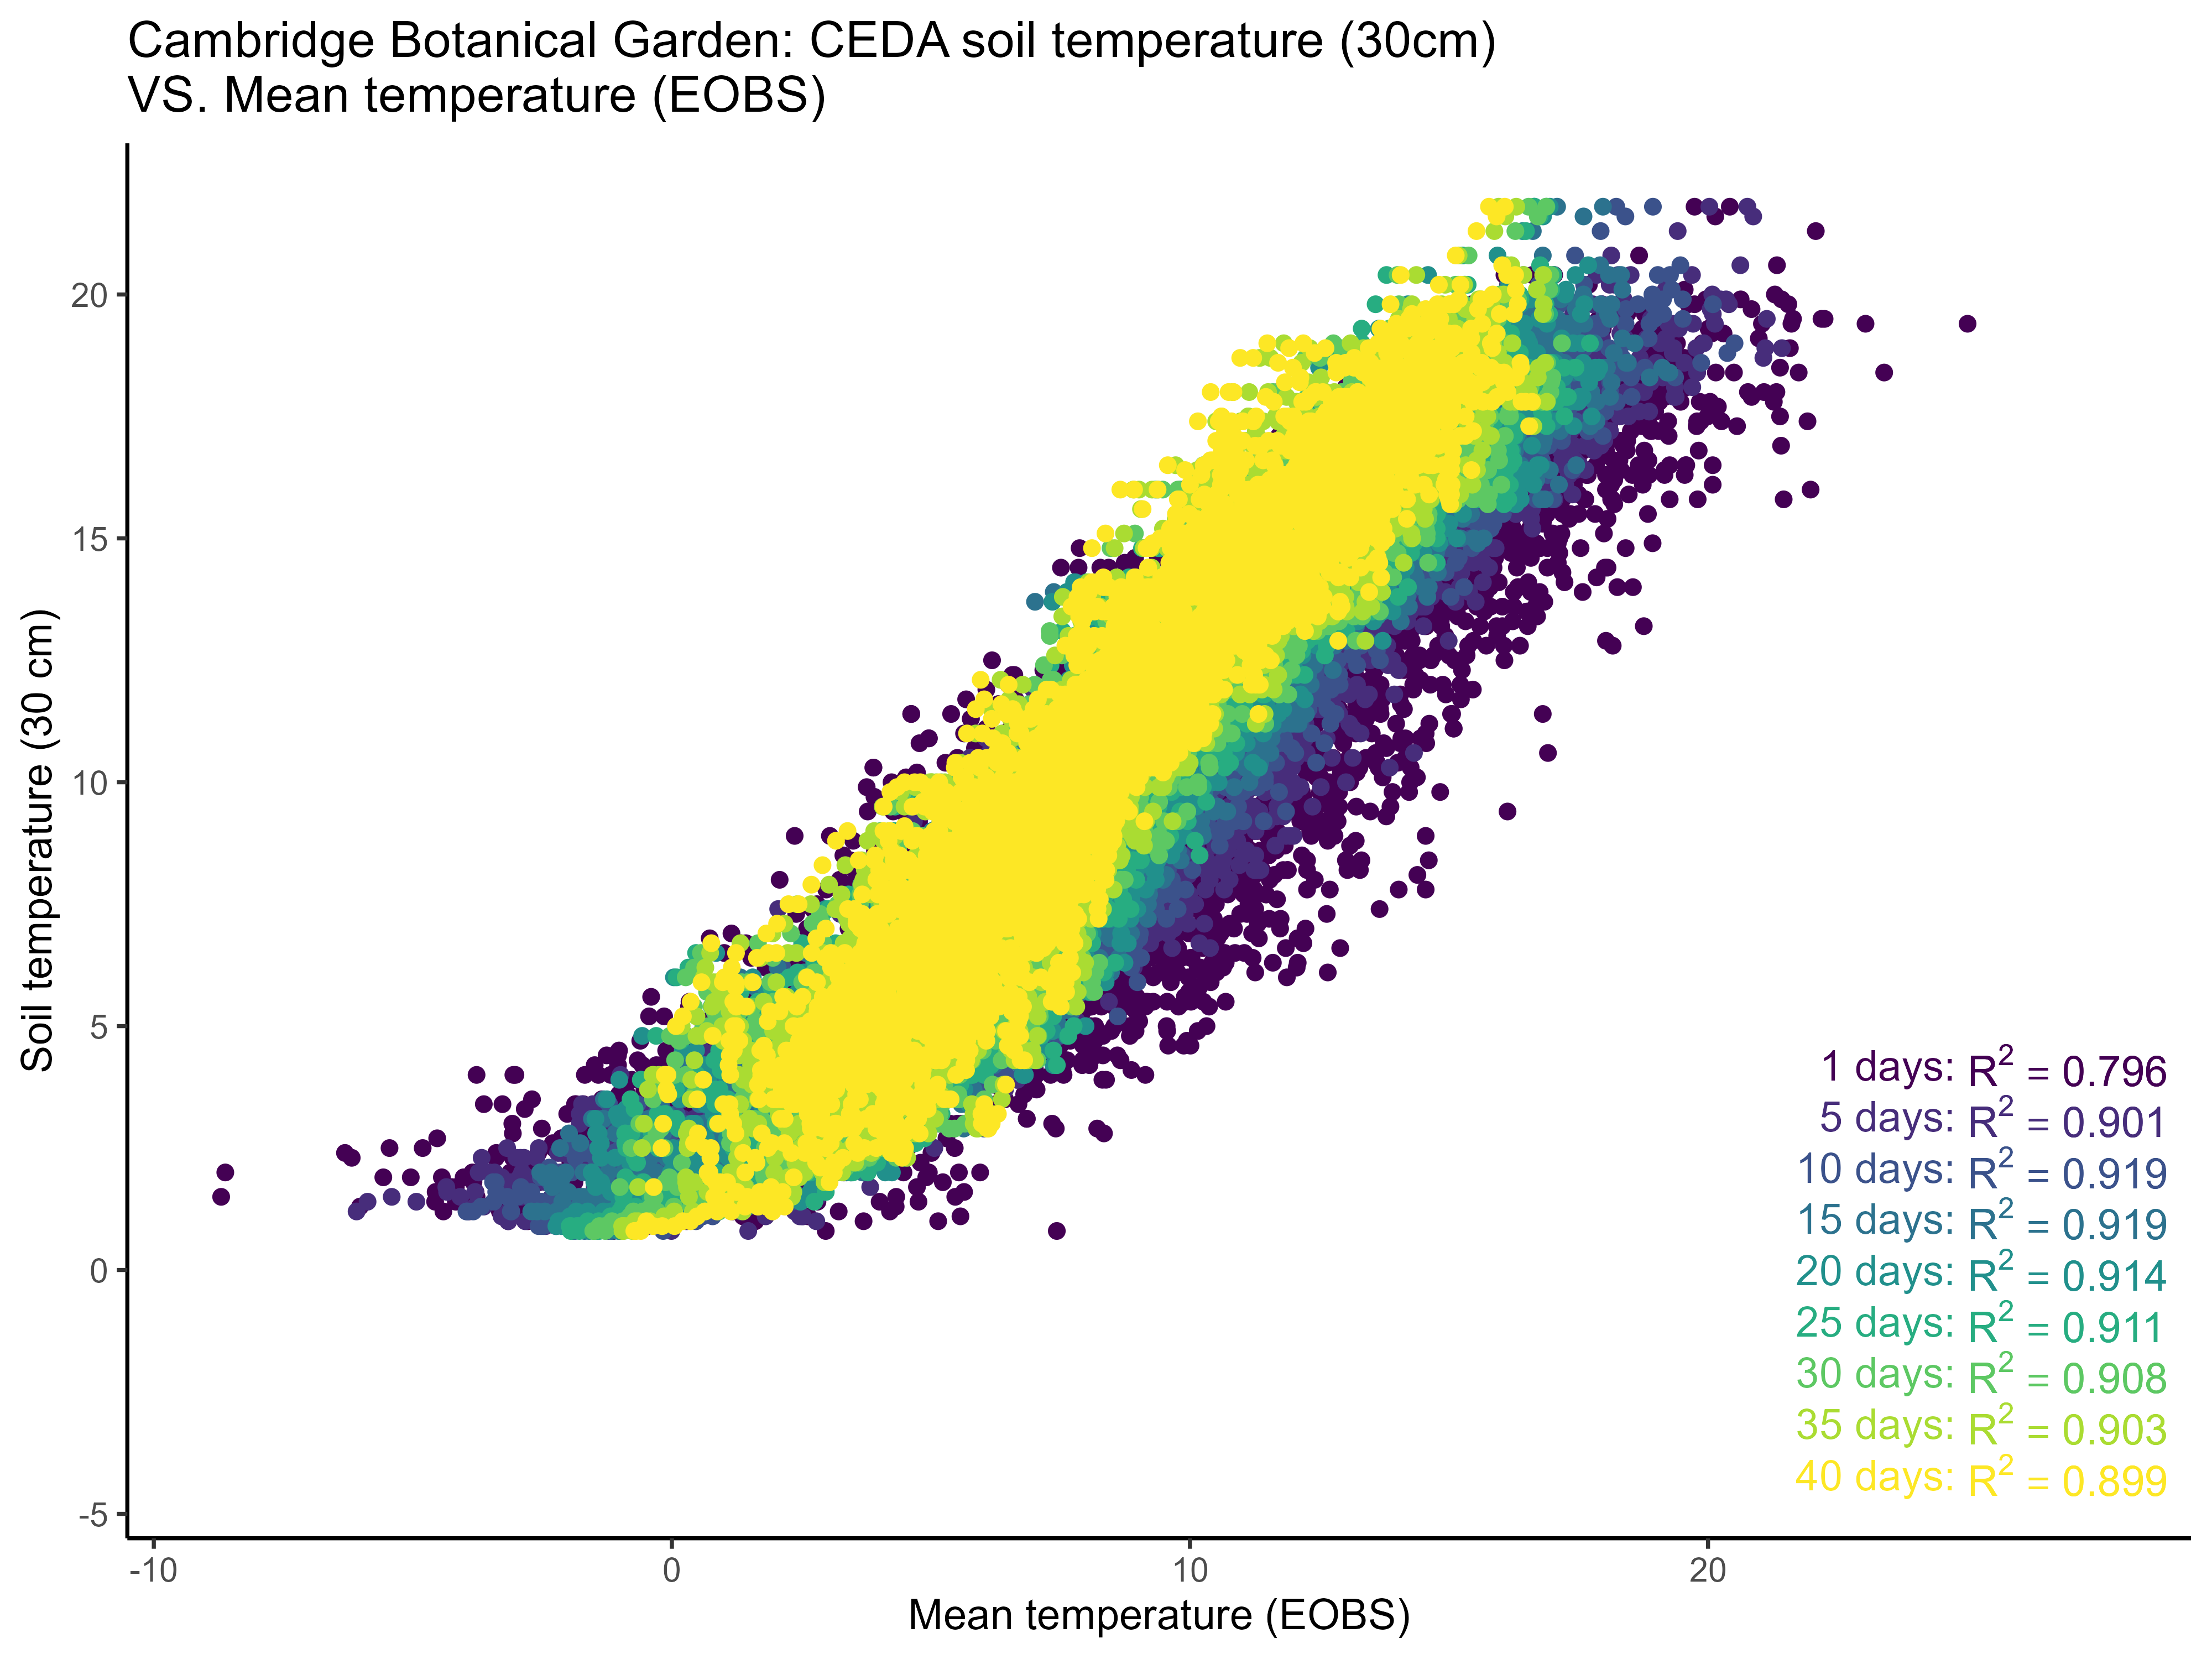 Cambridge Botanical Garden: CEDA soil temperature (30cm)
VS. Mean temperature (EOBS)
Soil temperature (30 cm)
20
15
10
5
0
-5
1 days: R² = 0.796
5 days: R² = 0.901
10 days: R² = 0.919
15 days: R² = 0.919
20 days: R² = 0.914
25 days: R² = 0.911
30 days: R² = 0.908
35 days: R² = 0.903
40 days: R² = 0.899
-10 0 10 20
Mean temperature (EOBS)